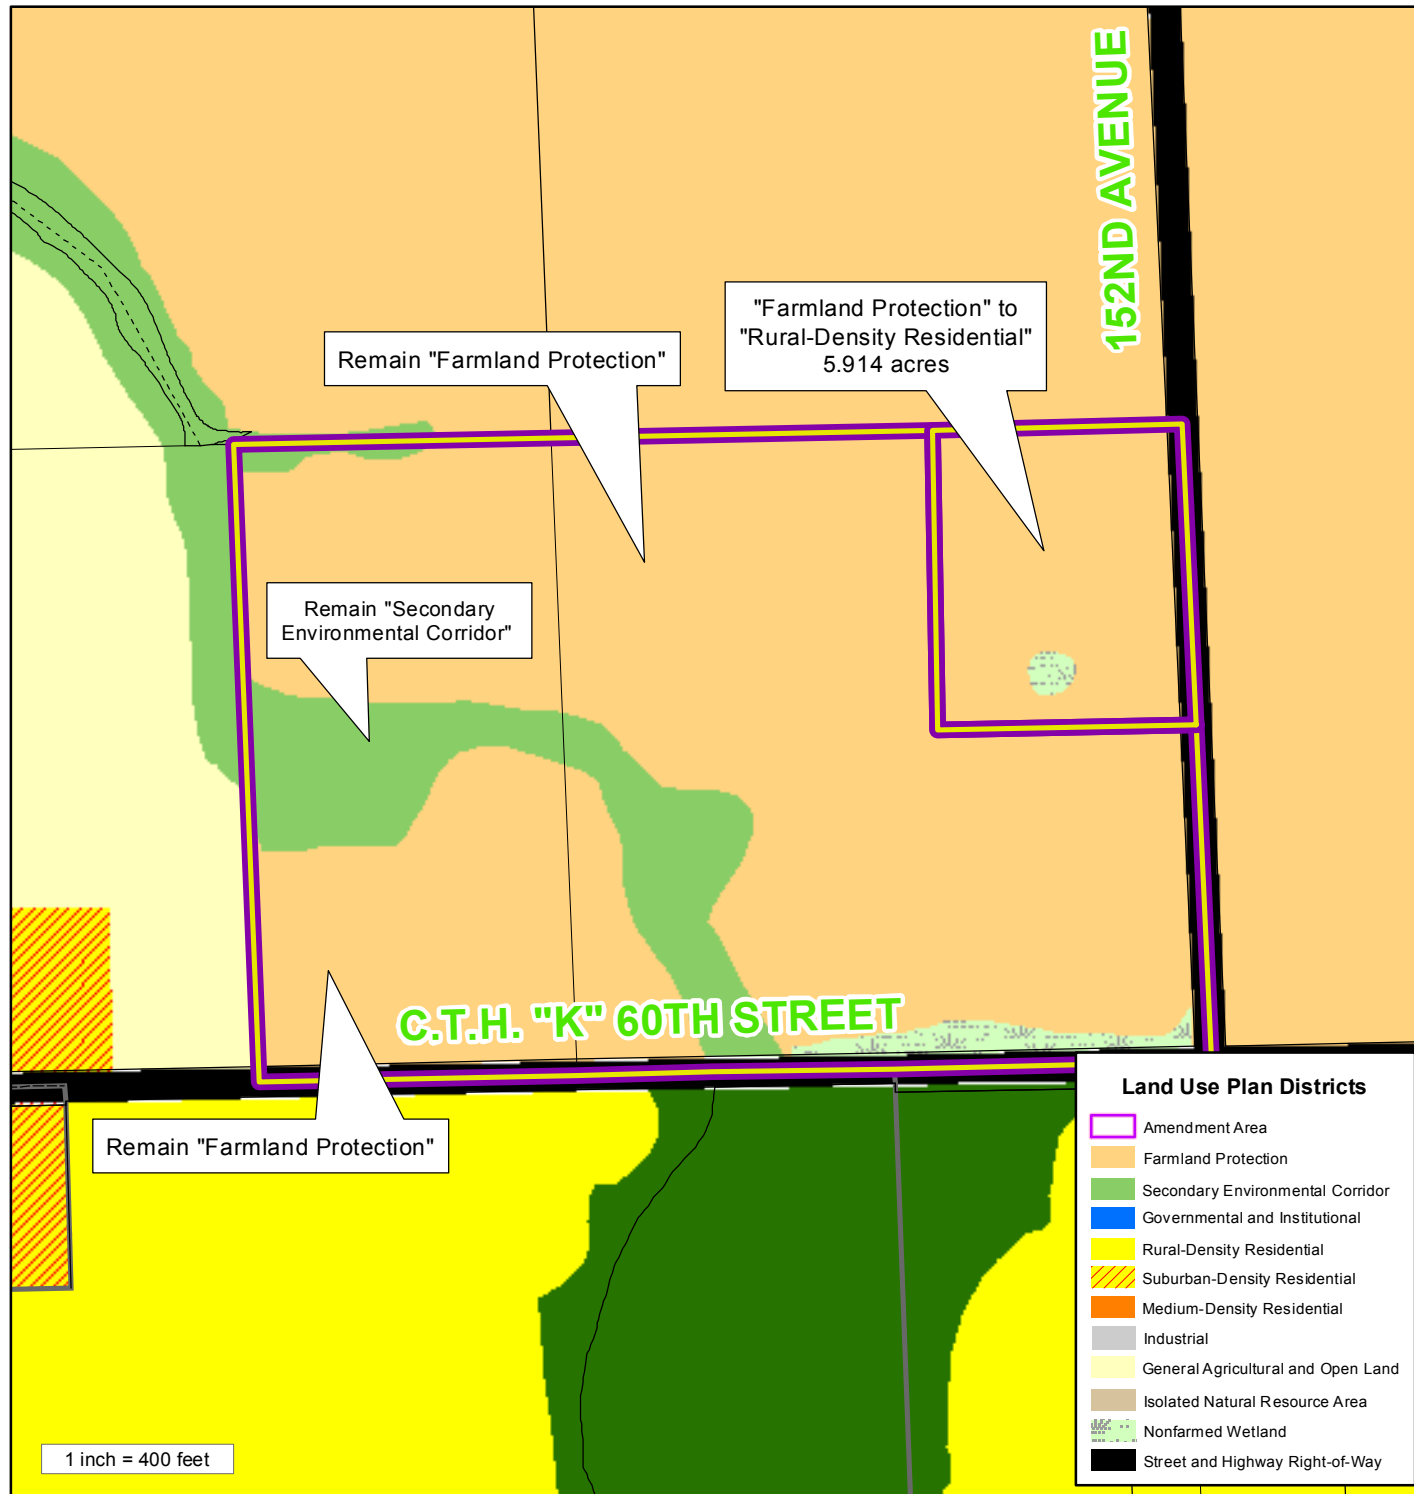 152ND AVENUE
"Farmland Protection" to
"Rural-Density Residential"
5.914 acres
Remain "Farmland Protection"
Remain "Secondary
Environmental Corridor"
C.T.H. "K" 60TH STREET
Remain "Farmland Protection"
Land Use Plan Districts
Amendment Area
Farmland Protection
Secondary Environmental Corridor
Governmental and Institutional
Rural-Density Residential
Suburban-Density Residential
Medium-Density Residential
Industrial
General Agricultural and Open Land
Isolated Natural Resource Area
Nonfarmed Wetland
Street and Highway Right-of-Way
1 inch = 400 feet